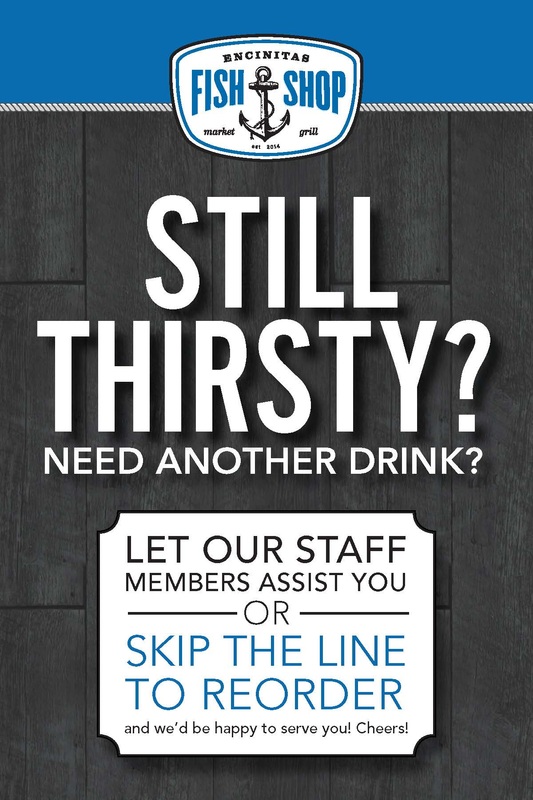 ENCINITAS
FISH SHOP
market grill
est 2014
STILL
THIRSTY?
NEED ANOTHER DRINK?
LET OUR STAFF
MEMBERS ASSIST YOU
OR
SKIP THE LINE
TO REORDER
and we'd be happy to serve you! Cheers!